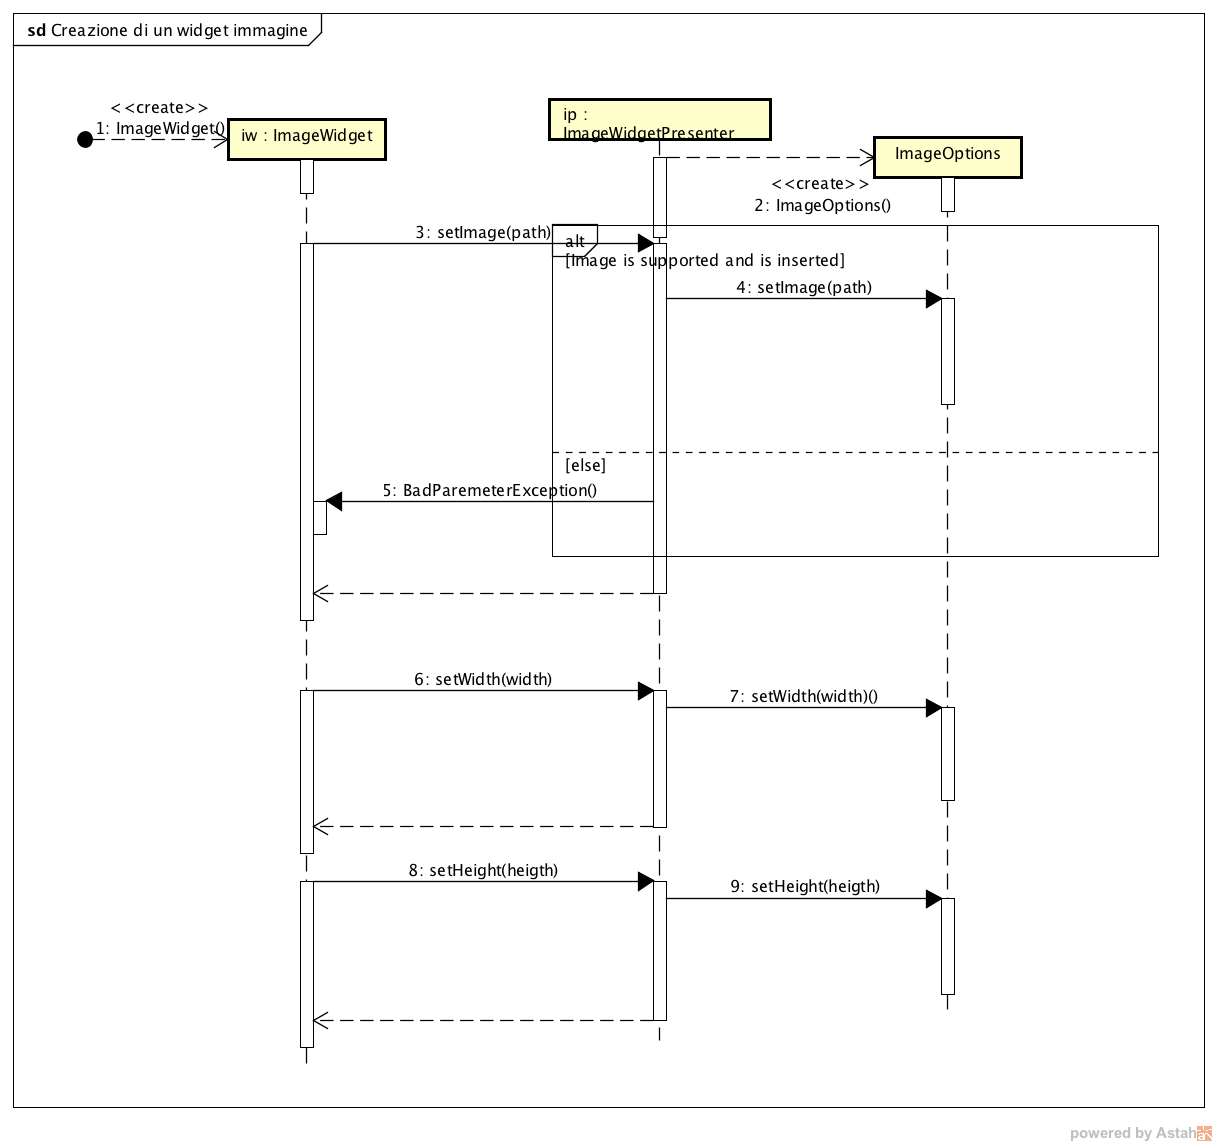 sd Creazione di un widget immagine
<<create>>
1: ImageWidget()
iw : ImageWidget
ip :
ImageWidgetPresenter
ImageOptions
<<create>>
2: ImageOptions()
3: setImage(path)
alt
[Image is supported and is inserted]
4: setImage(path)
[else]
5: BadParemeterException()
6: setWidth(width)
7: setWidth(width)()
8: setHeight(heigth)
9: setHeight(heigth)
powered by Astah